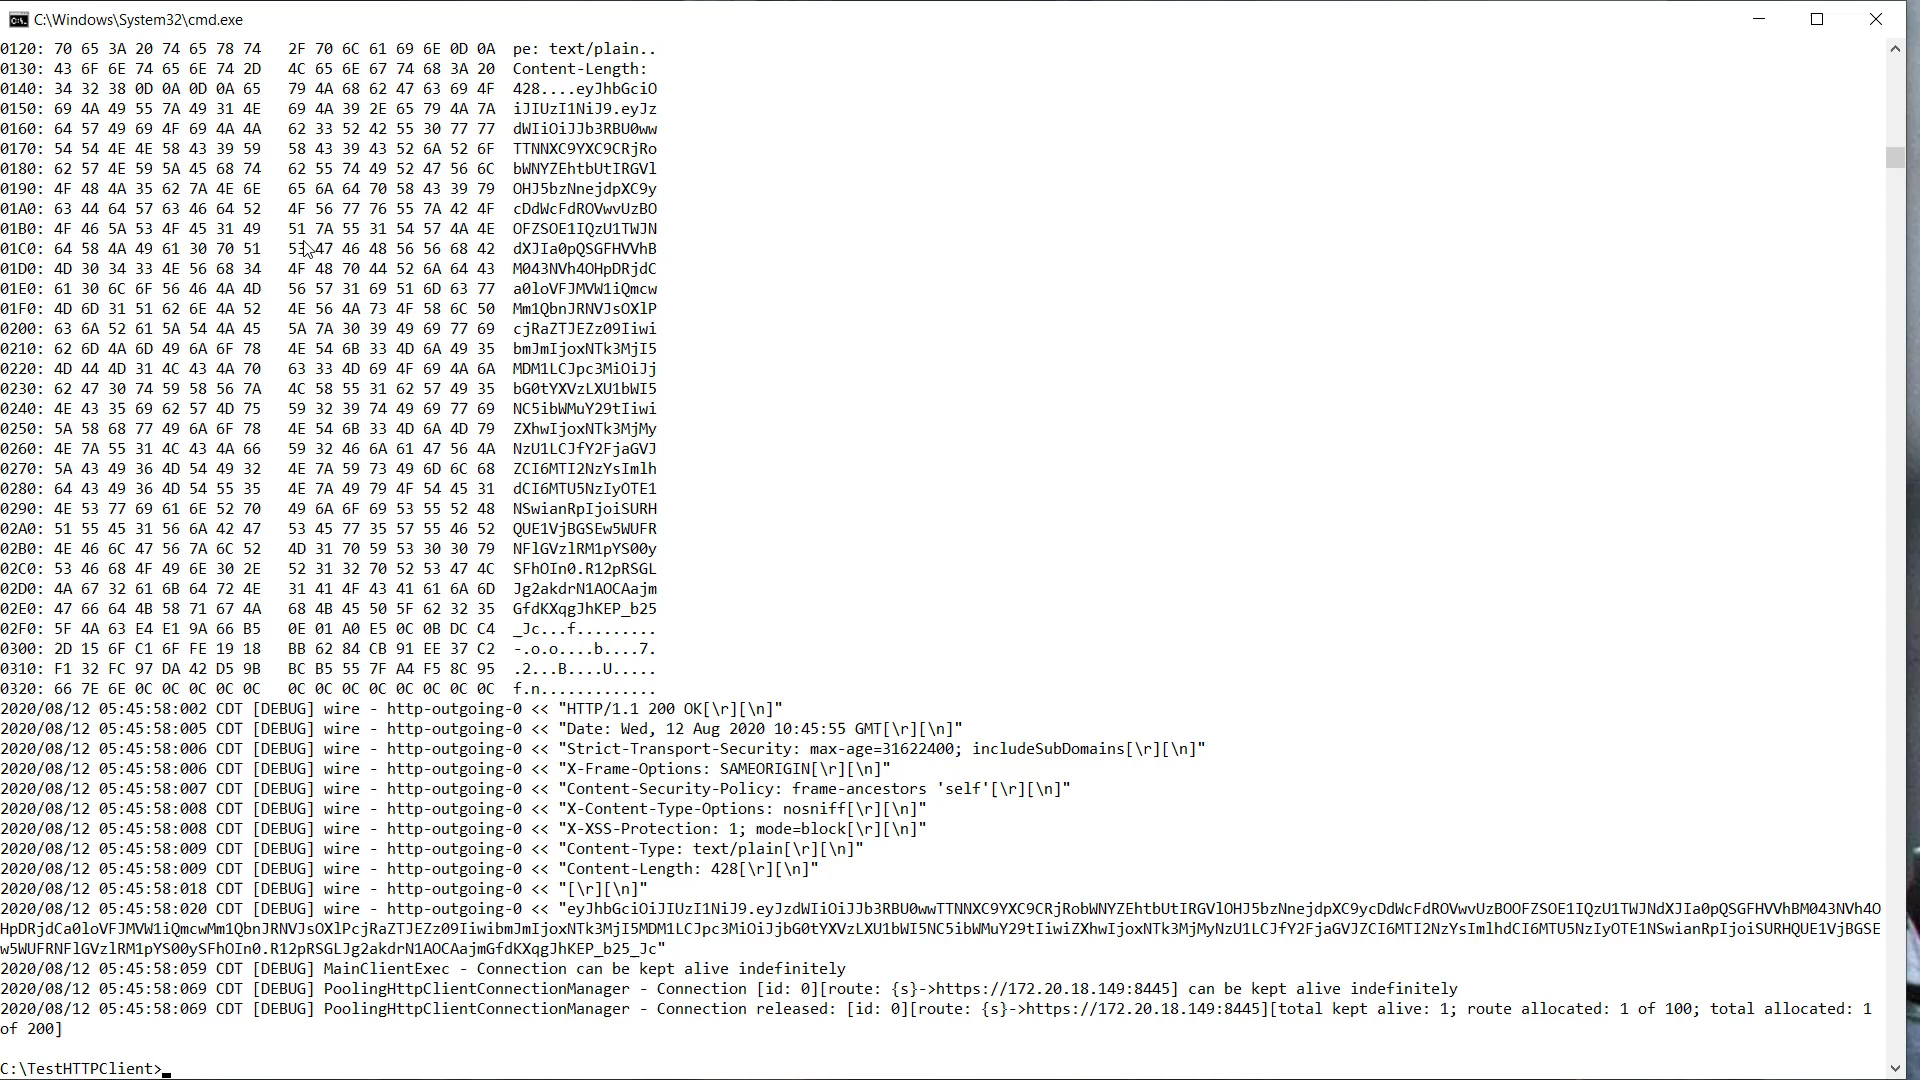 C:\Windows\System32\cmd.exe
0120: 70 65 3A 20 74 65 78 74   2F 70 6C 61 69 6E 0D 0A  pe: text/plain..
0130: 43 6F 6E 74 65 6E 74 2D   4C 65 6E 67 74 68 3A 20  Content-Length:
0140: 34 32 38 0D 0A 0D 0A 65   79 4A 68 62 47 63 69 4F  428....eyJhbGciO
0150: 69 4A 49 55 7A 49 31 4E   69 4A 39 2E 65 79 4A 7A  iJIUzI1NiJ9.eyJz
0160: 64 57 49 69 4F 69 4A 4A   62 33 52 42 55 30 77 77  dWIiOiJJb3RBU0ww
0170: 54 54 4E 4E 58 43 39 59   58 43 39 43 52 6A 52 6F  TTNNXC9YXC9CRjRo
0180: 62 57 4E 59 5A 45 68 74   62 55 74 49 52 47 56 6C  bWNYZEhtbUtIRGVl
0190: 4F 48 4A 35 62 7A 4E 6E   65 6A 64 70 58 43 39 79  OHJ5bzNnejdpXC9y
01A0: 63 44 64 57 63 46 64 52   4F 56 77 76 55 7A 42 4F  cDdWcFdROVwvUzBO
01B0: 4F 46 5A 53 4F 45 31 49   51 7A 55 31 54 57 4A 4E  OFZSOE1IQzU1TWJN
01C0: 64 58 4A 49 61 30 70 51   53 47 46 48 56 56 68 42  dXJIa0pQSGFHVVhB
01D0: 4D 30 34 33 4E 56 68 34   4F 48 70 44 52 6A 64 43  M043NVh4OHpDRjdC
01E0: 61 30 6C 6F 56 46 4A 4D   56 57 31 69 51 6D 63 77  a0loVFJMVW1iQmcw
01F0: 4D 6D 31 51 62 6E 4A 52   4E 56 4A 73 4F 58 6C 50  Mm1QbnJRNVJsOXlP
0200: 63 6A 52 61 5A 54 4A 45   5A 7A 30 39 49 69 77 69  cjRaZTJEZz09Iiwi
0210: 62 6D 4A 6D 49 6A 6F 78   4E 54 6B 33 4D 6A 49 35  bmJmIjoxNTk3MjI5
0220: 4D 44 4D 31 4C 43 4A 70   63 33 4D 69 4F 69 4A 6A  MDM1LCJpc3MiOiJj
0230: 62 47 30 74 59 58 56 7A   4C 58 55 31 62 57 49 35  bG0tYXVzLXU1bWI5
0240: 4E 43 35 69 62 57 4D 75   59 32 39 74 49 69 77 69  NC5ibWMuY29tIiwi
0250: 5A 58 68 77 49 6A 6F 78   4E 54 6B 33 4D 6A 4D 79  ZXhwIjoxNTk3MjMy
0260: 4E 7A 55 31 4C 43 4A 66   59 32 46 6A 61 47 56 4A  NzU1LCJfY2FjaGVJ
0270: 5A 43 49 36 4D 54 49 32   4E 7A 59 73 49 6D 6C 68  ZCI6MTI2NzYsImlh
0280: 64 43 49 36 4D 54 55 35   4E 7A 49 79 4F 54 45 31  dCI6MTU5NzIyOTE1
0290: 4E 53 77 69 61 6E 52 70   49 6A 6F 69 53 55 52 48  NSwianRpIjoiSURH
02A0: 51 55 45 31 56 6A 42 47   53 45 77 35 57 55 46 52  QUE1VjBGSEw5WUFR
02B0: 4E 46 6C 47 56 7A 6C 52   4D 31 70 59 53 30 30 79  NFlGVzlRM1pYS00y
02C0: 53 46 68 4F 49 6E 30 2E   52 31 32 70 52 53 47 4C  SFhOIn0.R12pRSGL
02D0: 4A 67 32 61 6B 64 72 4E   31 41 4F 43 41 61 6A 6D  Jg2akdrN1AOCAajm
02E0: 47 66 64 4B 58 71 67 4A   68 4B 45 50 5F 62 32 35  GfdKXqgJhKEP_b25
02F0: 5F 4A 63 E4 E1 9A 66 B5   0E 01 A0 E5 0C 0B DC C4  _Jc...f.........
0300: 2D 15 6F C1 6F FE 19 18   BB 62 84 CB 91 EE 37 C2  -.o.o....b....7.
0310: F1 32 FC 97 DA 42 D5 9B   BC B5 55 7F A4 F5 8C 95  .2...B....U.....
0320: 66 7E 6E 0C 0C 0C 0C 0C   0C 0C 0C 0C 0C 0C 0C 0C  f.n.............
2020/08/12 05:45:58:002 CDT [DEBUG] wire - http-outgoing-0 << "HTTP/1.1 200 OK[\r][\n]"
2020/08/12 05:45:58:005 CDT [DEBUG] wire - http-outgoing-0 << "Date: Wed, 12 Aug 2020 10:45:55 GMT[\r][\n]"
2020/08/12 05:45:58:006 CDT [DEBUG] wire - http-outgoing-0 << "Strict-Transport-Security: max-age=31622400; includeSubDomains[\r][\n]"
2020/08/12 05:45:58:006 CDT [DEBUG] wire - http-outgoing-0 << "X-Frame-Options: SAMEORIGIN[\r][\n]"
2020/08/12 05:45:58:007 CDT [DEBUG] wire - http-outgoing-0 << "Content-Security-Policy: frame-ancestors 'self'[\r][\n]"
2020/08/12 05:45:58:008 CDT [DEBUG] wire - http-outgoing-0 << "X-Content-Type-Options: nosniff[\r][\n]"
2020/08/12 05:45:58:008 CDT [DEBUG] wire - http-outgoing-0 << "X-XSS-Protection: 1; mode=block[\r][\n]"
2020/08/12 05:45:58:009 CDT [DEBUG] wire - http-outgoing-0 << "Content-Type: text/plain[\r][\n]"
2020/08/12 05:45:58:009 CDT [DEBUG] wire - http-outgoing-0 << "Content-Length: 428[\r][\n]"
2020/08/12 05:45:58:018 CDT [DEBUG] wire - http-outgoing-0 << "[\r][\n]"
2020/08/12 05:45:58:020 CDT [DEBUG] wire - http-outgoing-0 << "eyJhbGciOiJIUzI1NiJ9.eyJzdWIiOiJJb3RBU0wwTTNNXC9YXC9CRjRobWNYZEhtbUtIRGVlOHJ5bzNnejdpXC9ycDdWcFdROVwvUzBOOFZSOE1IQzU1TWJNdXJIa0pQSGFHVVhBM043NVh4O
HpDRjdCa0loVFJMVW1iQmcwMm1QbnJRNVJsOXlPcjRaZTJEZz09IiwibmJmIjoxNTk3MjI5MDM1LCJpc3MiOiJjbG0tYXVzLXU1bWI5NC5ibWMuY29tIiwiZXhwIjoxNTk3MjMyNzU1LCJfY2FjaGVJZCI6MTI2NzYsImlhdCI6MTU5NzIyOTE1NSwianRpIjoiSURHQUE1VjBGSE
w5WUFRNFlGVzlRM1pYS00ySFhOIn0.R12pRSGLJg2akdrN1AOCAajmGfdKXqgJhKEP_b25_Jc"
2020/08/12 05:45:58:059 CDT [DEBUG] MainClientExec - Connection can be kept alive indefinitely
2020/08/12 05:45:58:069 CDT [DEBUG] PoolingHttpClientConnectionManager - Connection [id: 0][route: {s}->https://172.20.18.149:8445] can be kept alive indefinitely
2020/08/12 05:45:58:069 CDT [DEBUG] PoolingHttpClientConnectionManager - Connection released: [id: 0][route: {s}->https://172.20.18.149:8445][total kept alive: 1; route allocated: 1 of 100; total allocated: 1
of 200]
C:\TestHTTPClient>